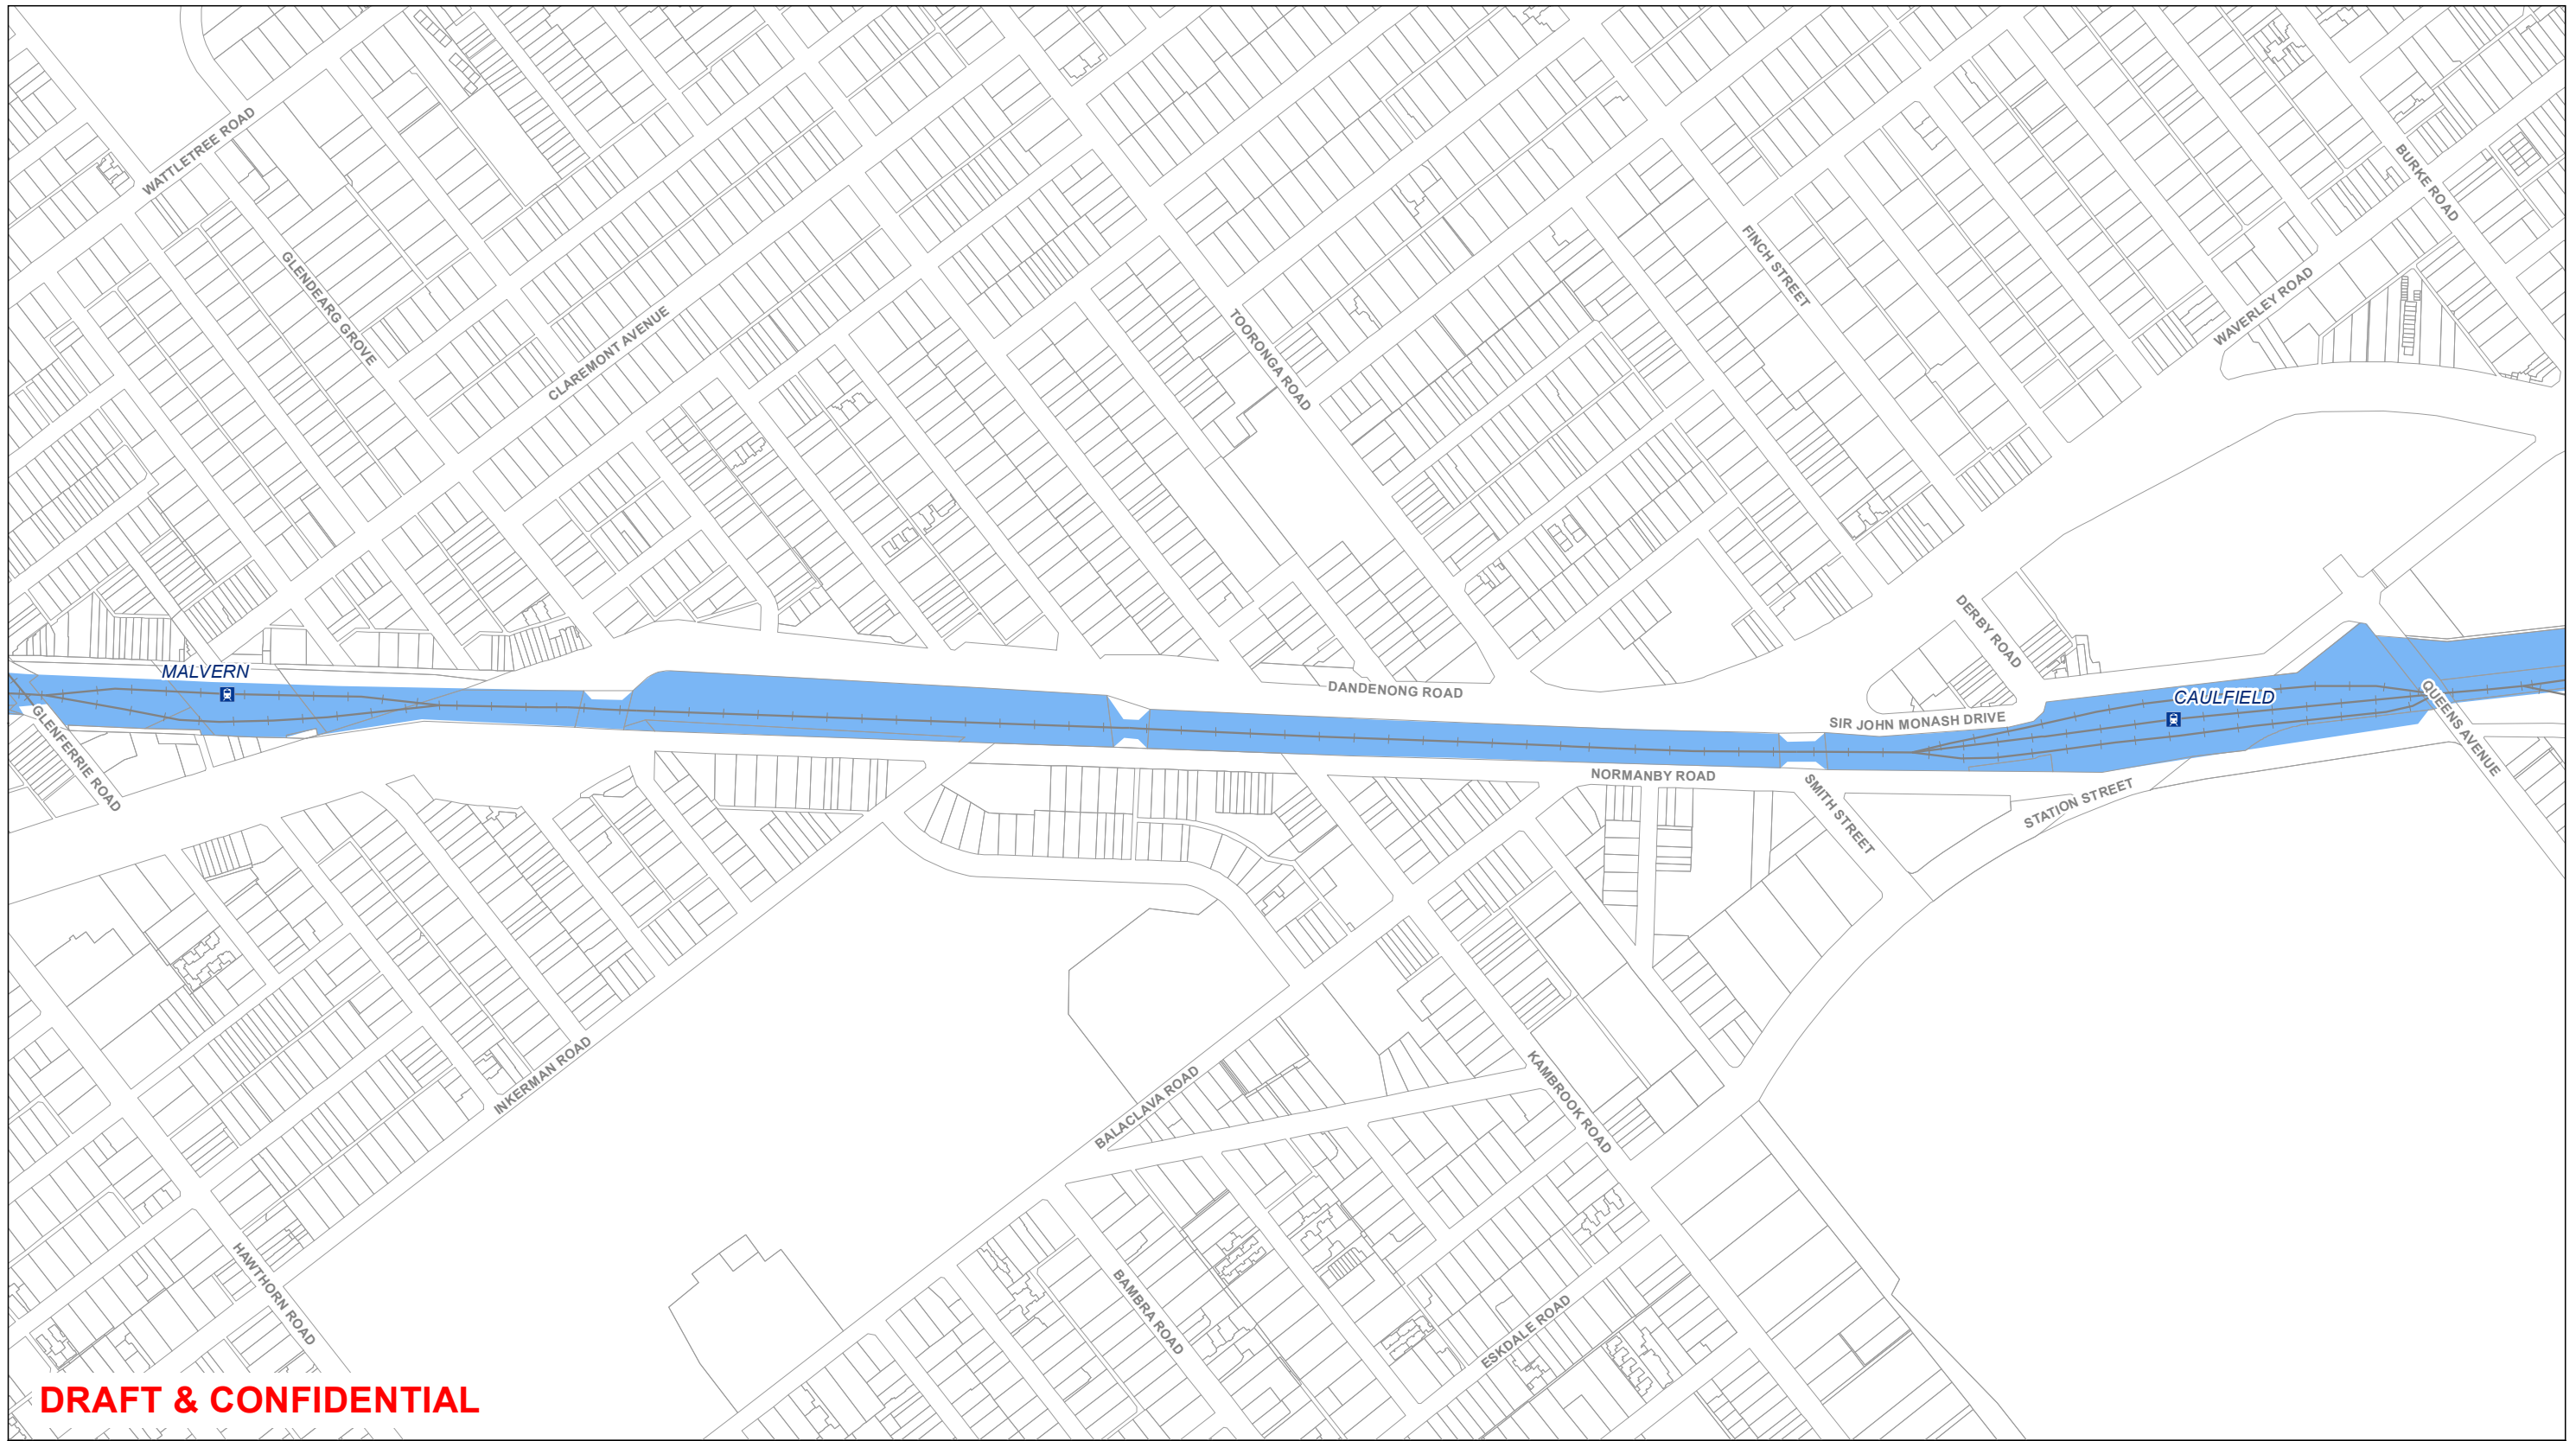 WATTLETREE ROAD
BURKE ROAD
GLENDEARG GROVE
FINCH STREET
WAVERLEY ROAD
CLAREMONT AVENUE
TOORONGA ROAD
DERBY ROAD
MALVERN
DANDENONG ROAD
CAULFIELD
QUEENS AVENUE
SIR JOHN MONASH DRIVE
GLENFERRIE ROAD
NORMANBY ROAD
SMITH STREET
STATION STREET
INKERMAN ROAD
BALACLAVA ROAD
KAMBROOK ROAD
HAWTHORN ROAD
BAMBRA ROAD
ESKDALE ROAD
DRAFT & CONFIDENTIAL